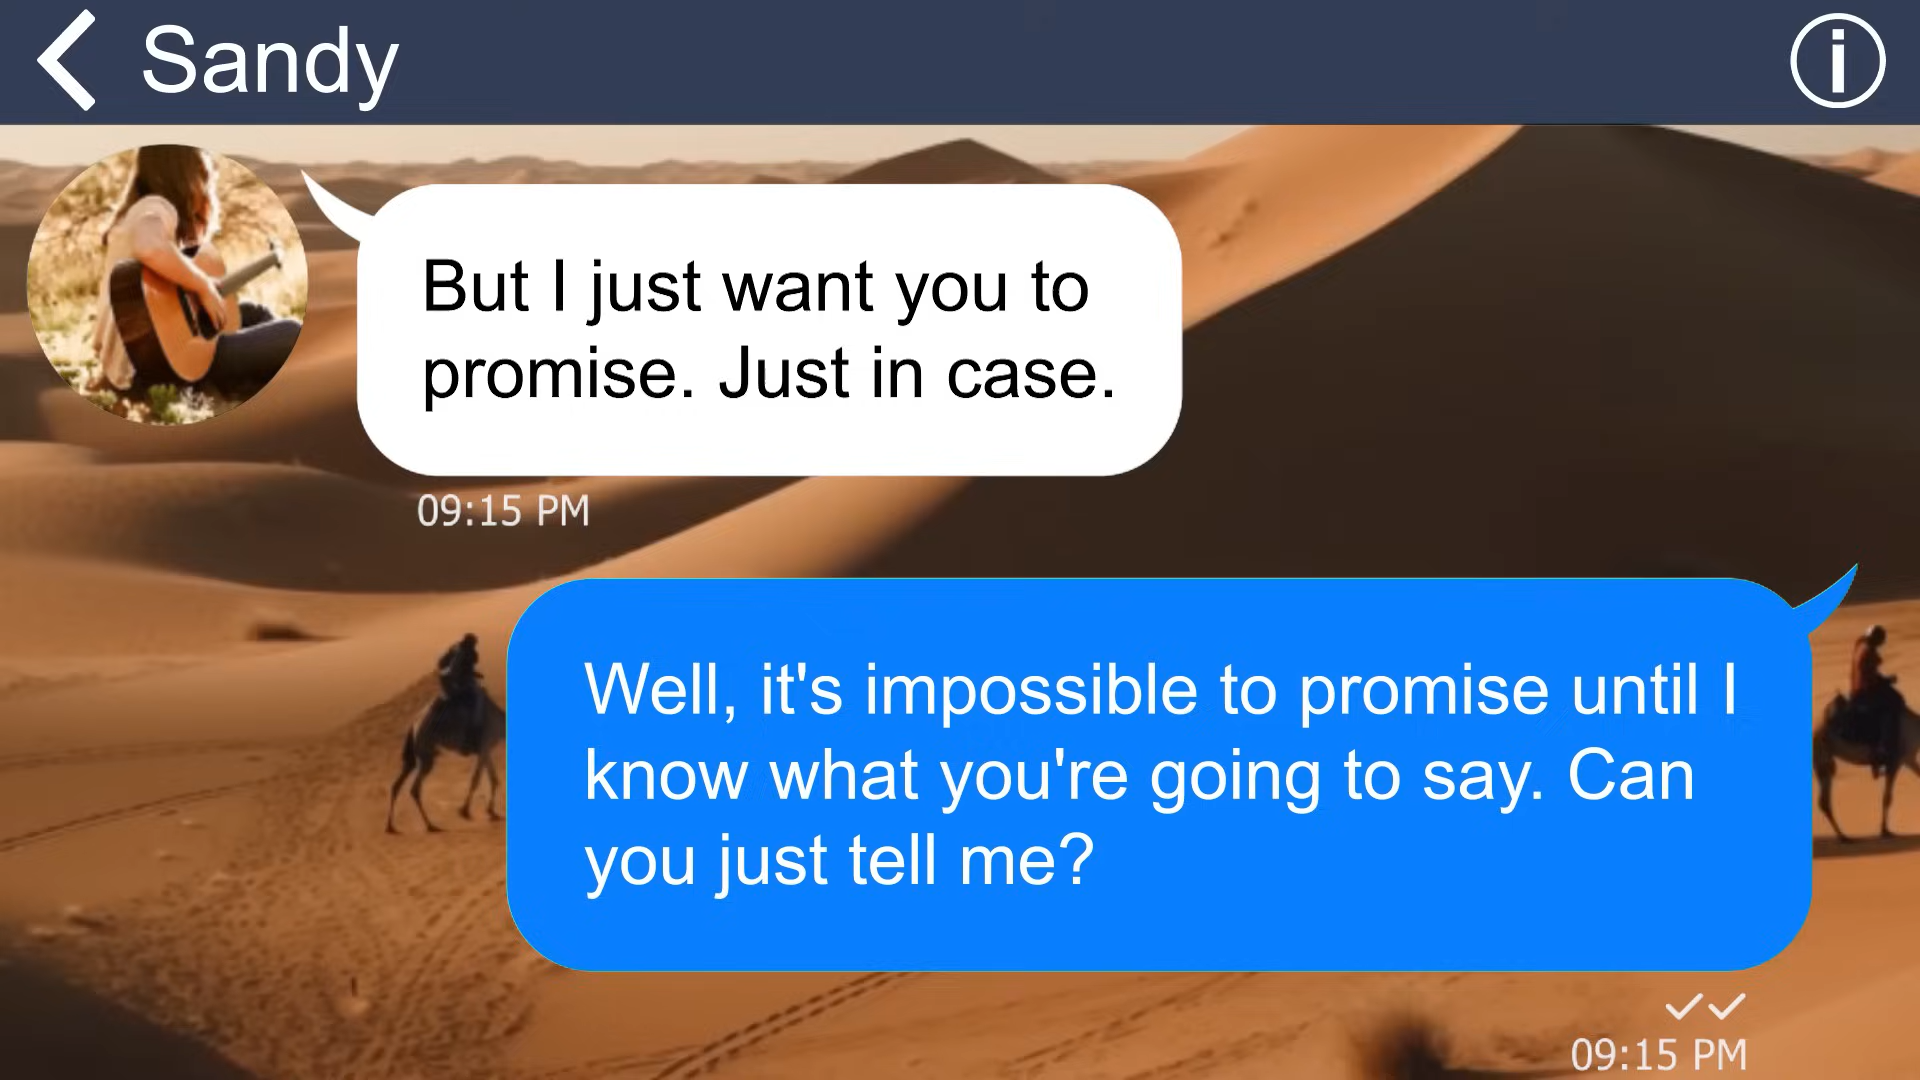 Sandy
But I just want you to
promise. Just in case.
09:15 PM
Well, it's impossible to promise until I
know what you're going to say. Can
you just tell me?
09:15 PM